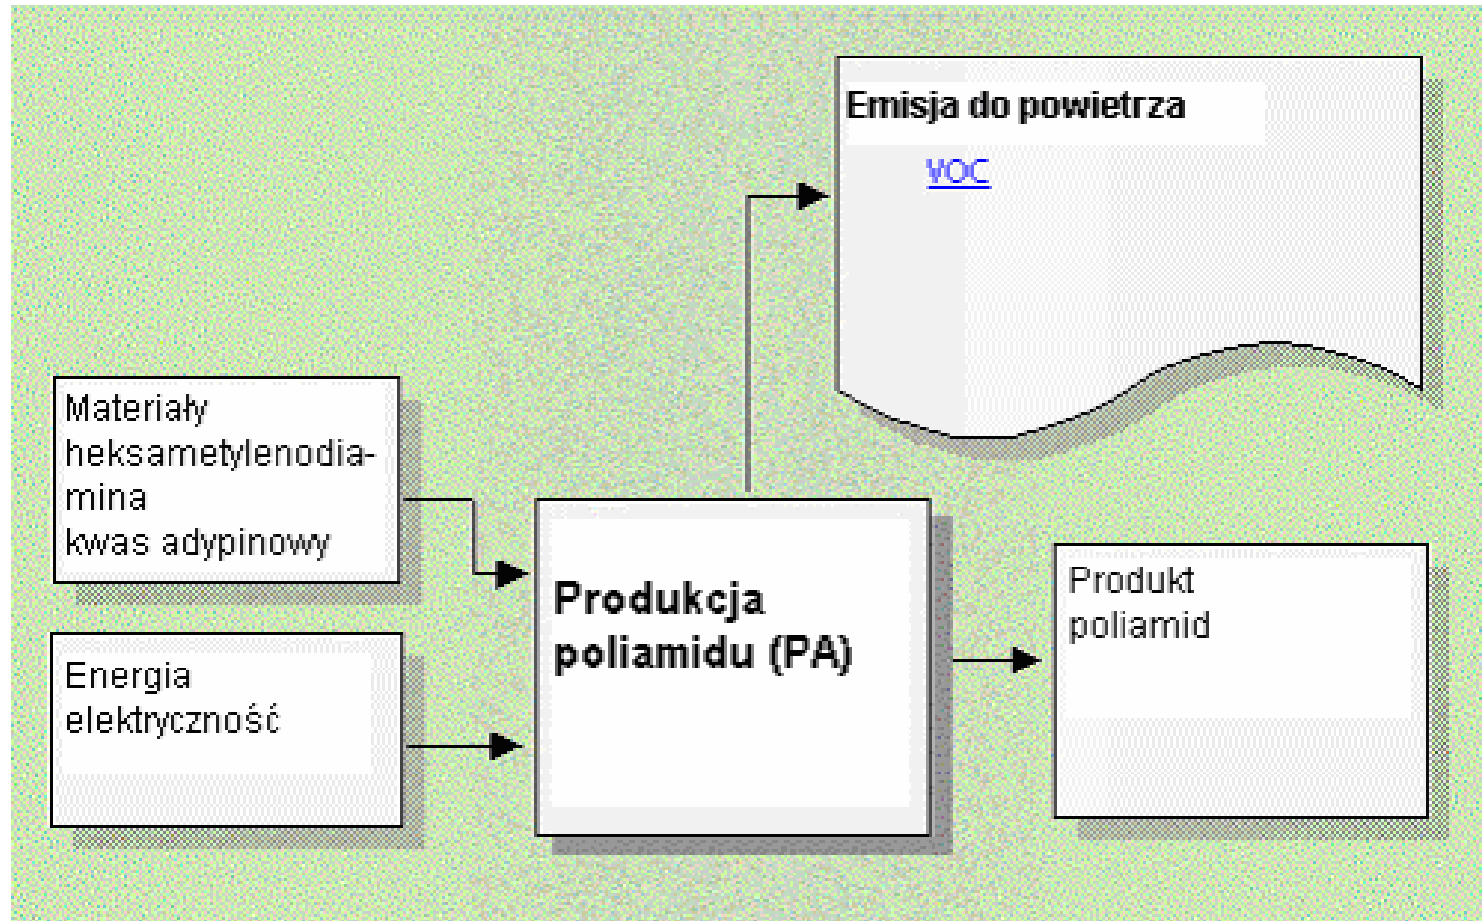 Emisja do powietrza
VOC
Materiały
heksametylenodia-
mina
kwas adypinowy
Energia
elektryczność
Produkcja
poliamidu (PA)
Produkt
poliamid